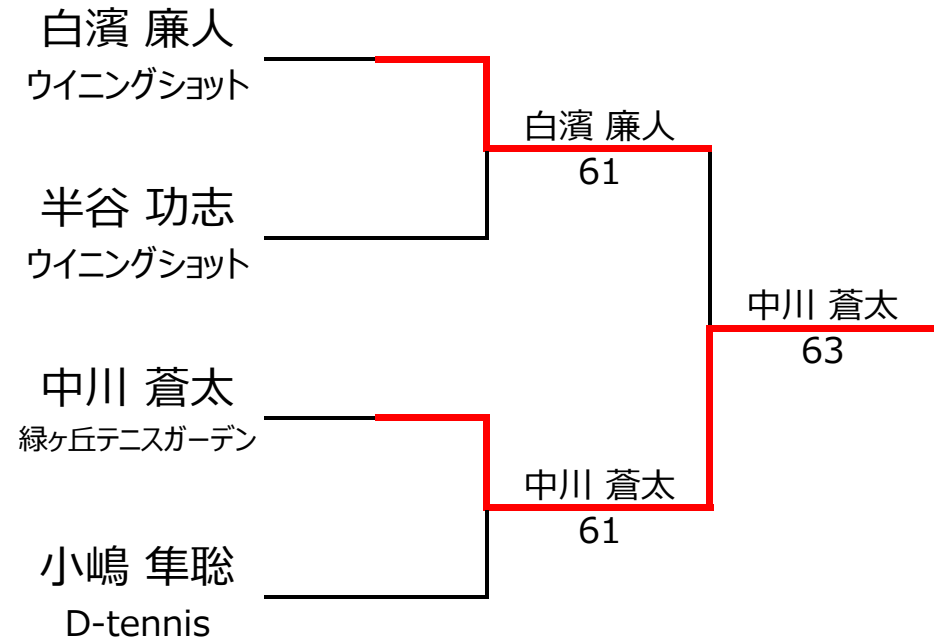 白濱 廉人
ウイニングショット
白濱 廉人
61
半谷 功志
ウイニングショット
中川 蒼太
63
中川 蒼太
緑ヶ丘テニスガーデン
中川 蒼太
61
小嶋 隼聡
D-tennis